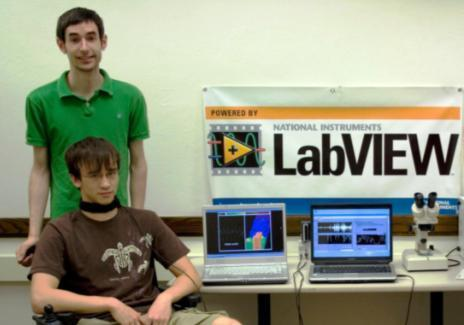 POWERED BY
NATIONAL INSTRUMENTS
LabVIEW